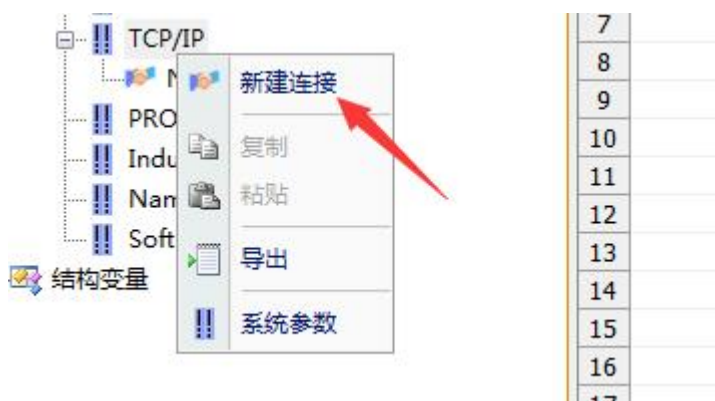 TCP/IP
N
PRO
Indu
Nam
Soft
结构变量
新建连接
复制
粘贴
导出
系统参数
7
8
9
10
11
12
13
14
15
16